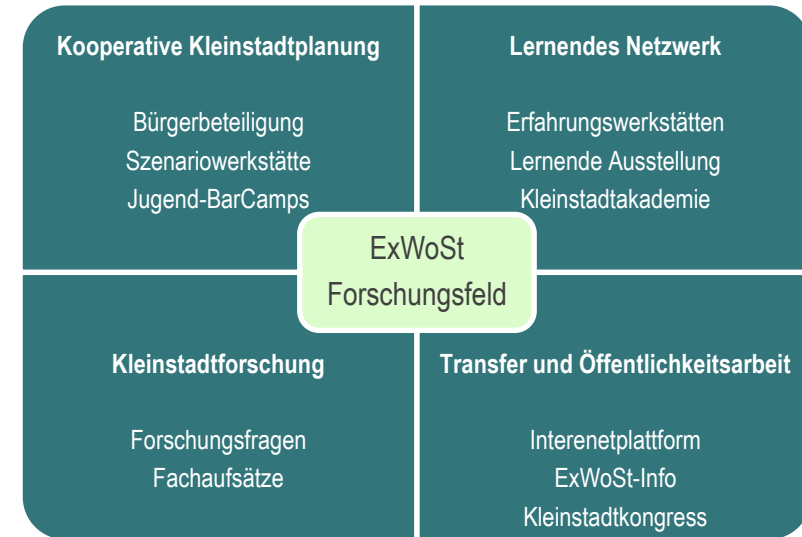 Kooperative Kleinstadtplanung
Bürgerbeteiligung
Szenariowerkstätte
Jugend-BarCamps
Lernendes Netzwerk
Erfahrungswerkstätten
Lernende Ausstellung
Kleinstadtakademie
ExWoSt
Forschungsfeld
Kleinstadtforschung
Forschungsfragen
Fachaufsätze
Transfer und Öffentlichkeitsarbeit
Interenetplattform
ExWoSt-Info
Kleinstadtkongress